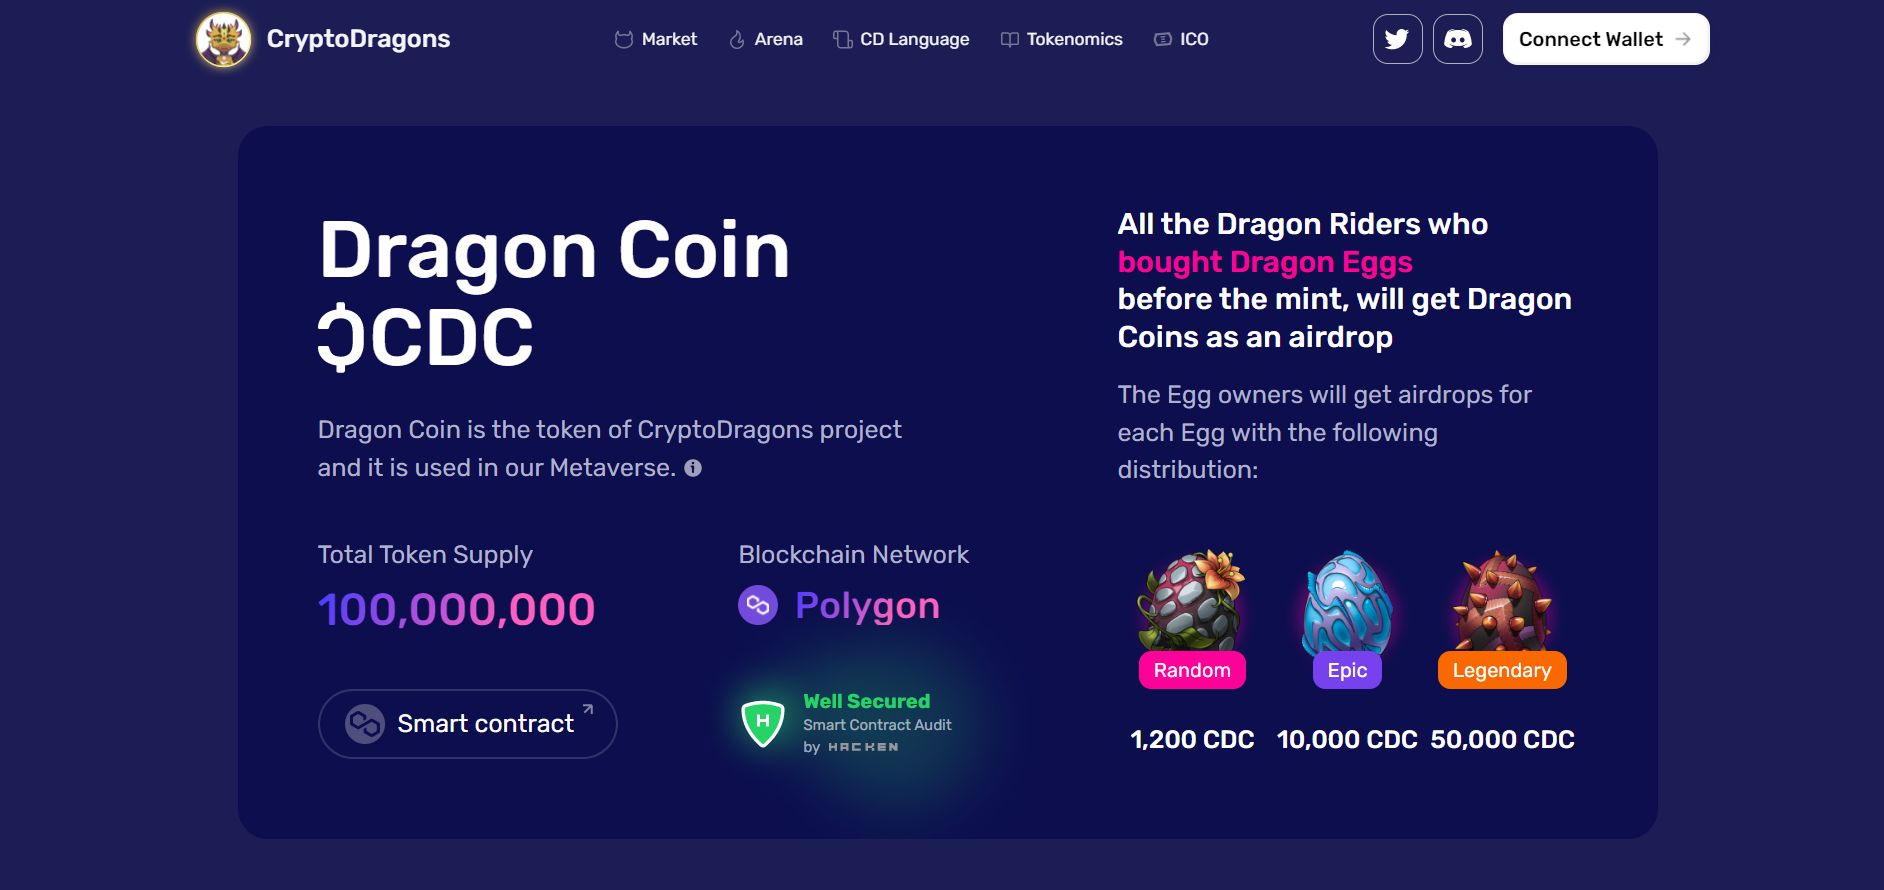 CryptoDragons
Market
Arena
CD Language
Tokenomics
ICO
Connect Wallet
Dragon Coin
CDC
Dragon Coin is the token of CryptoDragons project
and it is used in our Metaverse.
Total Token Supply
100,000,000
Blockchain Network
Polygon
Smart contract
H
Well Secured
Smart Contract Audit
by HACKEN
All the Dragon Riders who
bought Dragon Eggs
before the mint, will get Dragon
Coins as an airdrop
The Egg owners will get airdrops for
each Egg with the following
distribution:
Random
Epic
Legendary
1,200 CDC
10,000 CDC
50,000 CDC